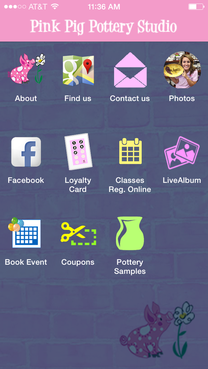 AT&T 11:36 AM
Pink Pig Pottery Studio
About
Find us
Contact us
Photos
Facebook
Loyalty
Card
Classes
Reg. Online
LiveAlbum
Book Event
Coupons
Pottery
Samples